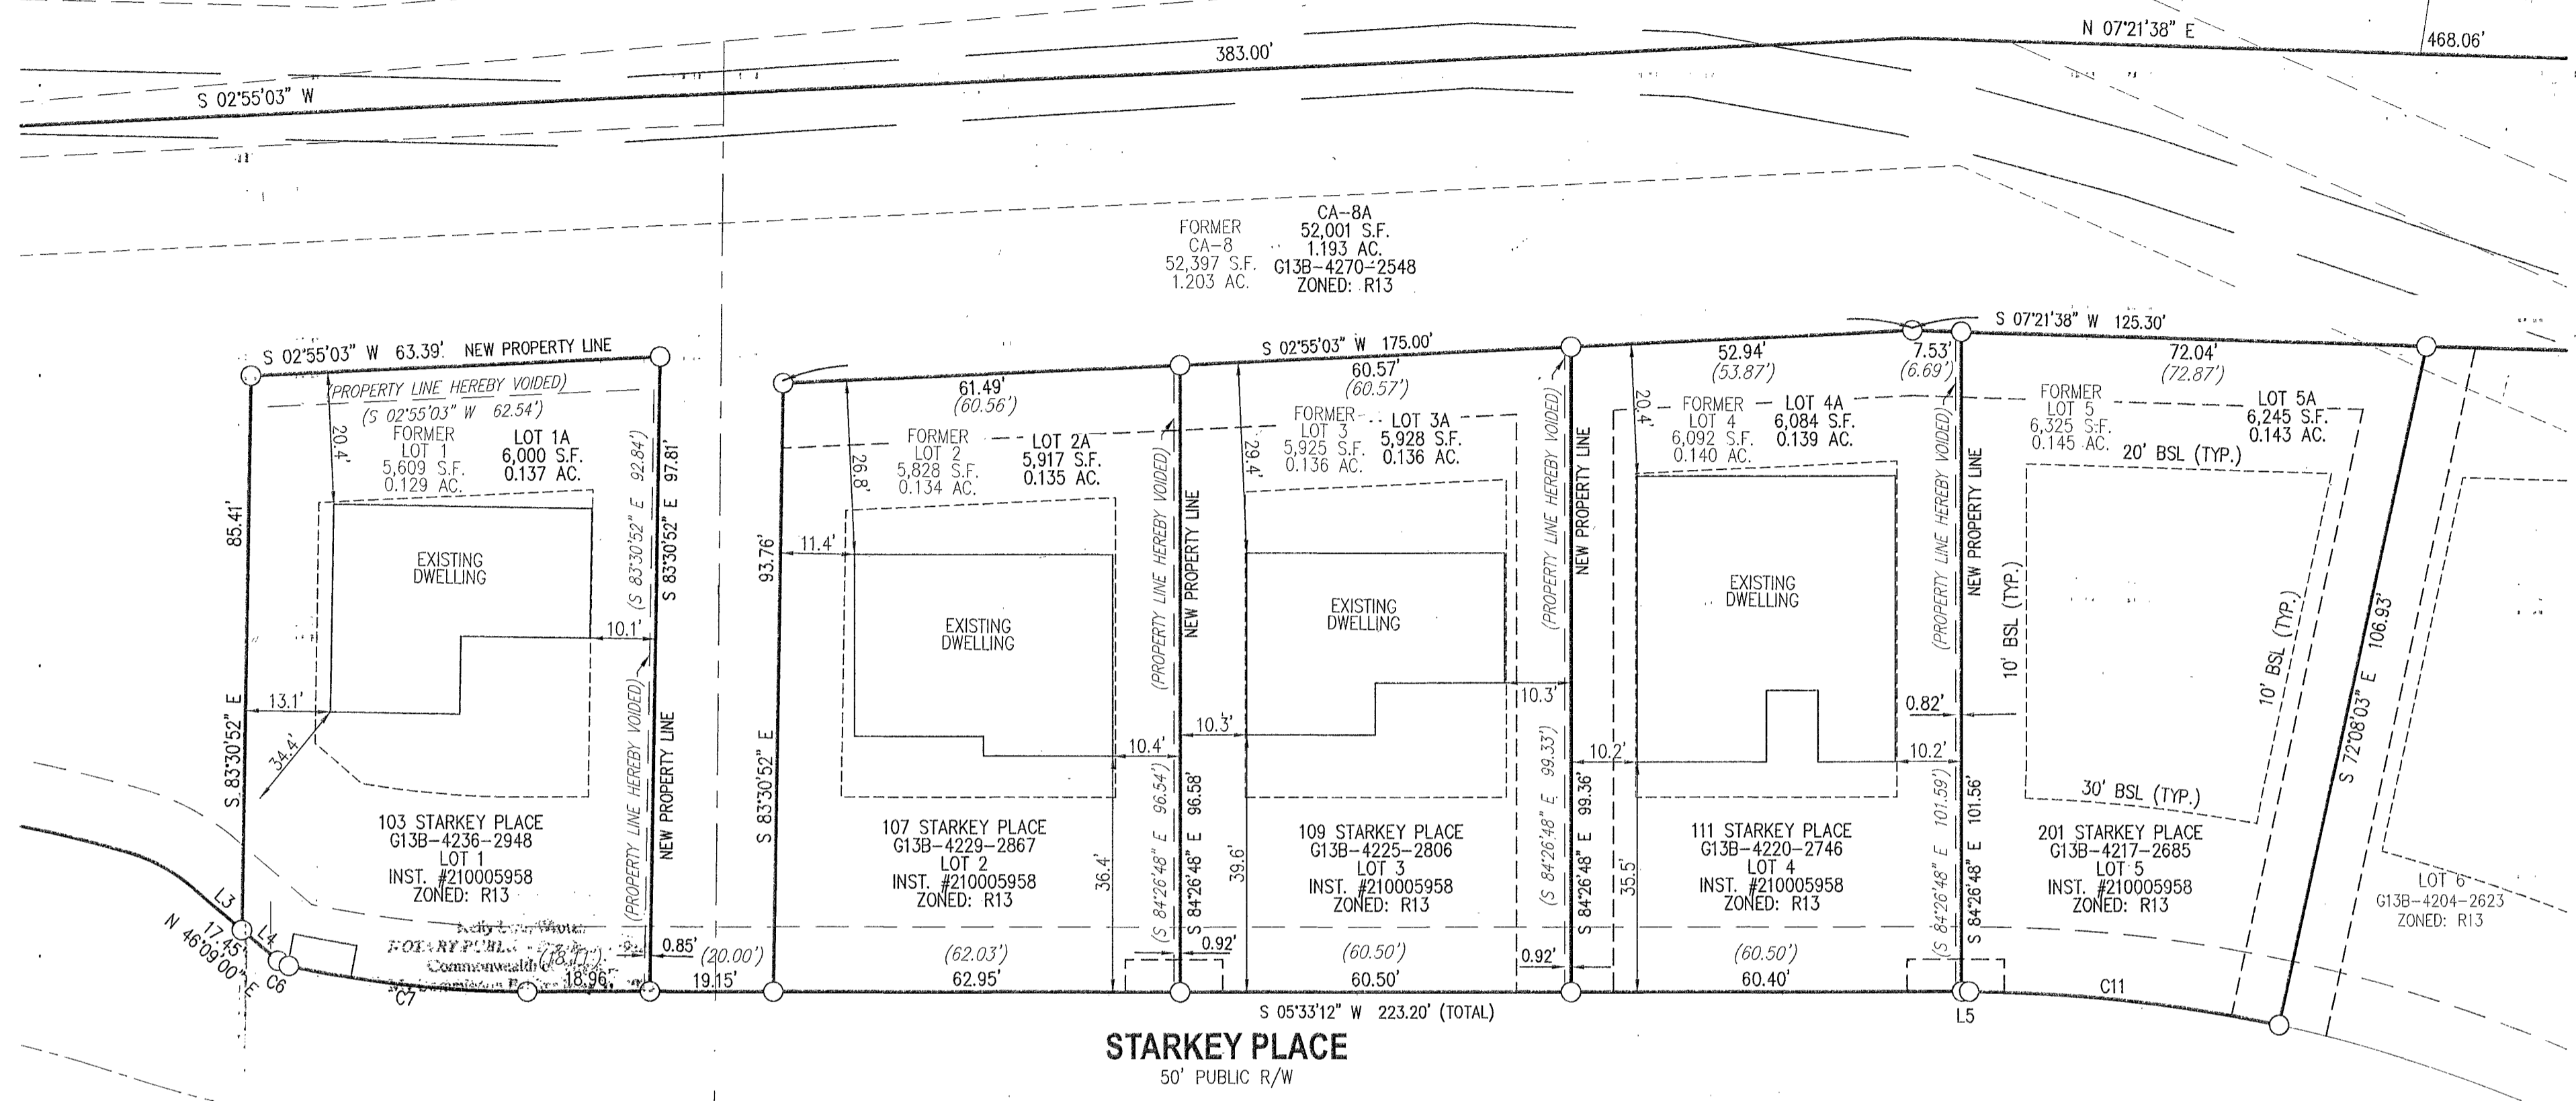 N 07°21'38" E
468.06'
383.00'
S 02°55'03" W
FORMER
CA-8
52,397 S.F.
1.203 AC.
CA-8A
52,001 S.F.
1.193 AC.
G13B-4270-2548
ZONED: R13
S 02°55'03" W 63.39' NEW PROPERTY LINE
(PROPERTY LINE HEREBY VOIDED)
(S 02°55'03" W 62.54')
20.4'
FORMER
LOT 1
5,609 S.F.
0.129 AC.
LOT 1A
6,000 S.F.
0.137 AC.
85.41'
S 83°30'52" E
EXISTING
DWELLING
10.1'
13.1'
34.4'
(S 83°30'52" E 92.84')
(PROPERTY LINE HEREBY VOIDED)
S 83°30'52" E 97.81'
NEW PROPERTY LINE
103 STARKEY PLACE
G13B-4236-2948
LOT 1
INST. #210005958
ZONED: R13
L3
17.45'
N 46°09'00" E
L4
C6
C7
NOTARY PUBL
Commonwealth
(18.11')
18.96'
0.85'
(20.00')
19.15'
S 02°55'03" W 175.00'
61.49'
(60.56')
26.8'
FORMER
LOT 2
5,828 S.F.
0.134 AC.
LOT 2A
5,917 S.F.
0.135 AC.
93.76'
S 83°30'52" E
11.4'
EXISTING
DWELLING
10.4'
107 STARKEY PLACE
G13B-4229-2867
LOT 2
INST. #210005958
ZONED: R13
36.4'
(62.03')
62.95'
(PROPERTY LINE HEREBY VOIDED)
(S 84°26'48" E 96.54')
NEW PROPERTY LINE
S 84°26'48" E 96.58'
0.92'
60.57'
(60.57')
29.4'
FORMER
LOT 3
5,925 S.F.
0.136 AC.
LOT 3A
5,928 S.F.
0.136 AC.
EXISTING
DWELLING
10.3'
10.3'
109 STARKEY PLACE
G13B-4225-2806
LOT 3
INST. #210005958
ZONED: R13
39.6'
(60.50')
60.50'
(PROPERTY LINE HEREBY VOIDED)
(S 84°26'48" E 99.33')
NEW PROPERTY LINE
S 84°26'48" E 99.36'
0.92'
52.94'
(53.87')
7.53'
(6.69')
20.4'
FORMER
LOT 4
6,092 S.F.
0.140 AC.
LOT 4A
6,084 S.F.
0.139 AC.
EXISTING
DWELLING
10.2'
10.2'
111 STARKEY PLACE
G13B-4220-2746
LOT 4
INST. #210005958
ZONED: R13
35.5'
(60.50')
60.40'
(PROPERTY LINE HEREBY VOIDED)
(S 84°26'48" E 101.59')
NEW PROPERTY LINE
S 84°26'48" E 101.56'
0.82'
S 07°21'38" W 125.30'
72.04'
(72.87')
FORMER
LOT 5
6,325 S.F.
0.145 AC.
LOT 5A
6,245 S.F.
0.143 AC.
20' BSL (TYP.)
10' BSL (TYP.)
10' BSL (TYP.)
30' BSL (TYP.)
S 72°08'03" E 106.93'
201 STARKEY PLACE
G13B-4217-2685
LOT 5
INST. #210005958
ZONED: R13
LOT 6
G13B-4204-2623
ZONED: R13
C11
L5
S 05°33'12" W 223.20' (TOTAL)
STARKEY PLACE
50' PUBLIC R/W